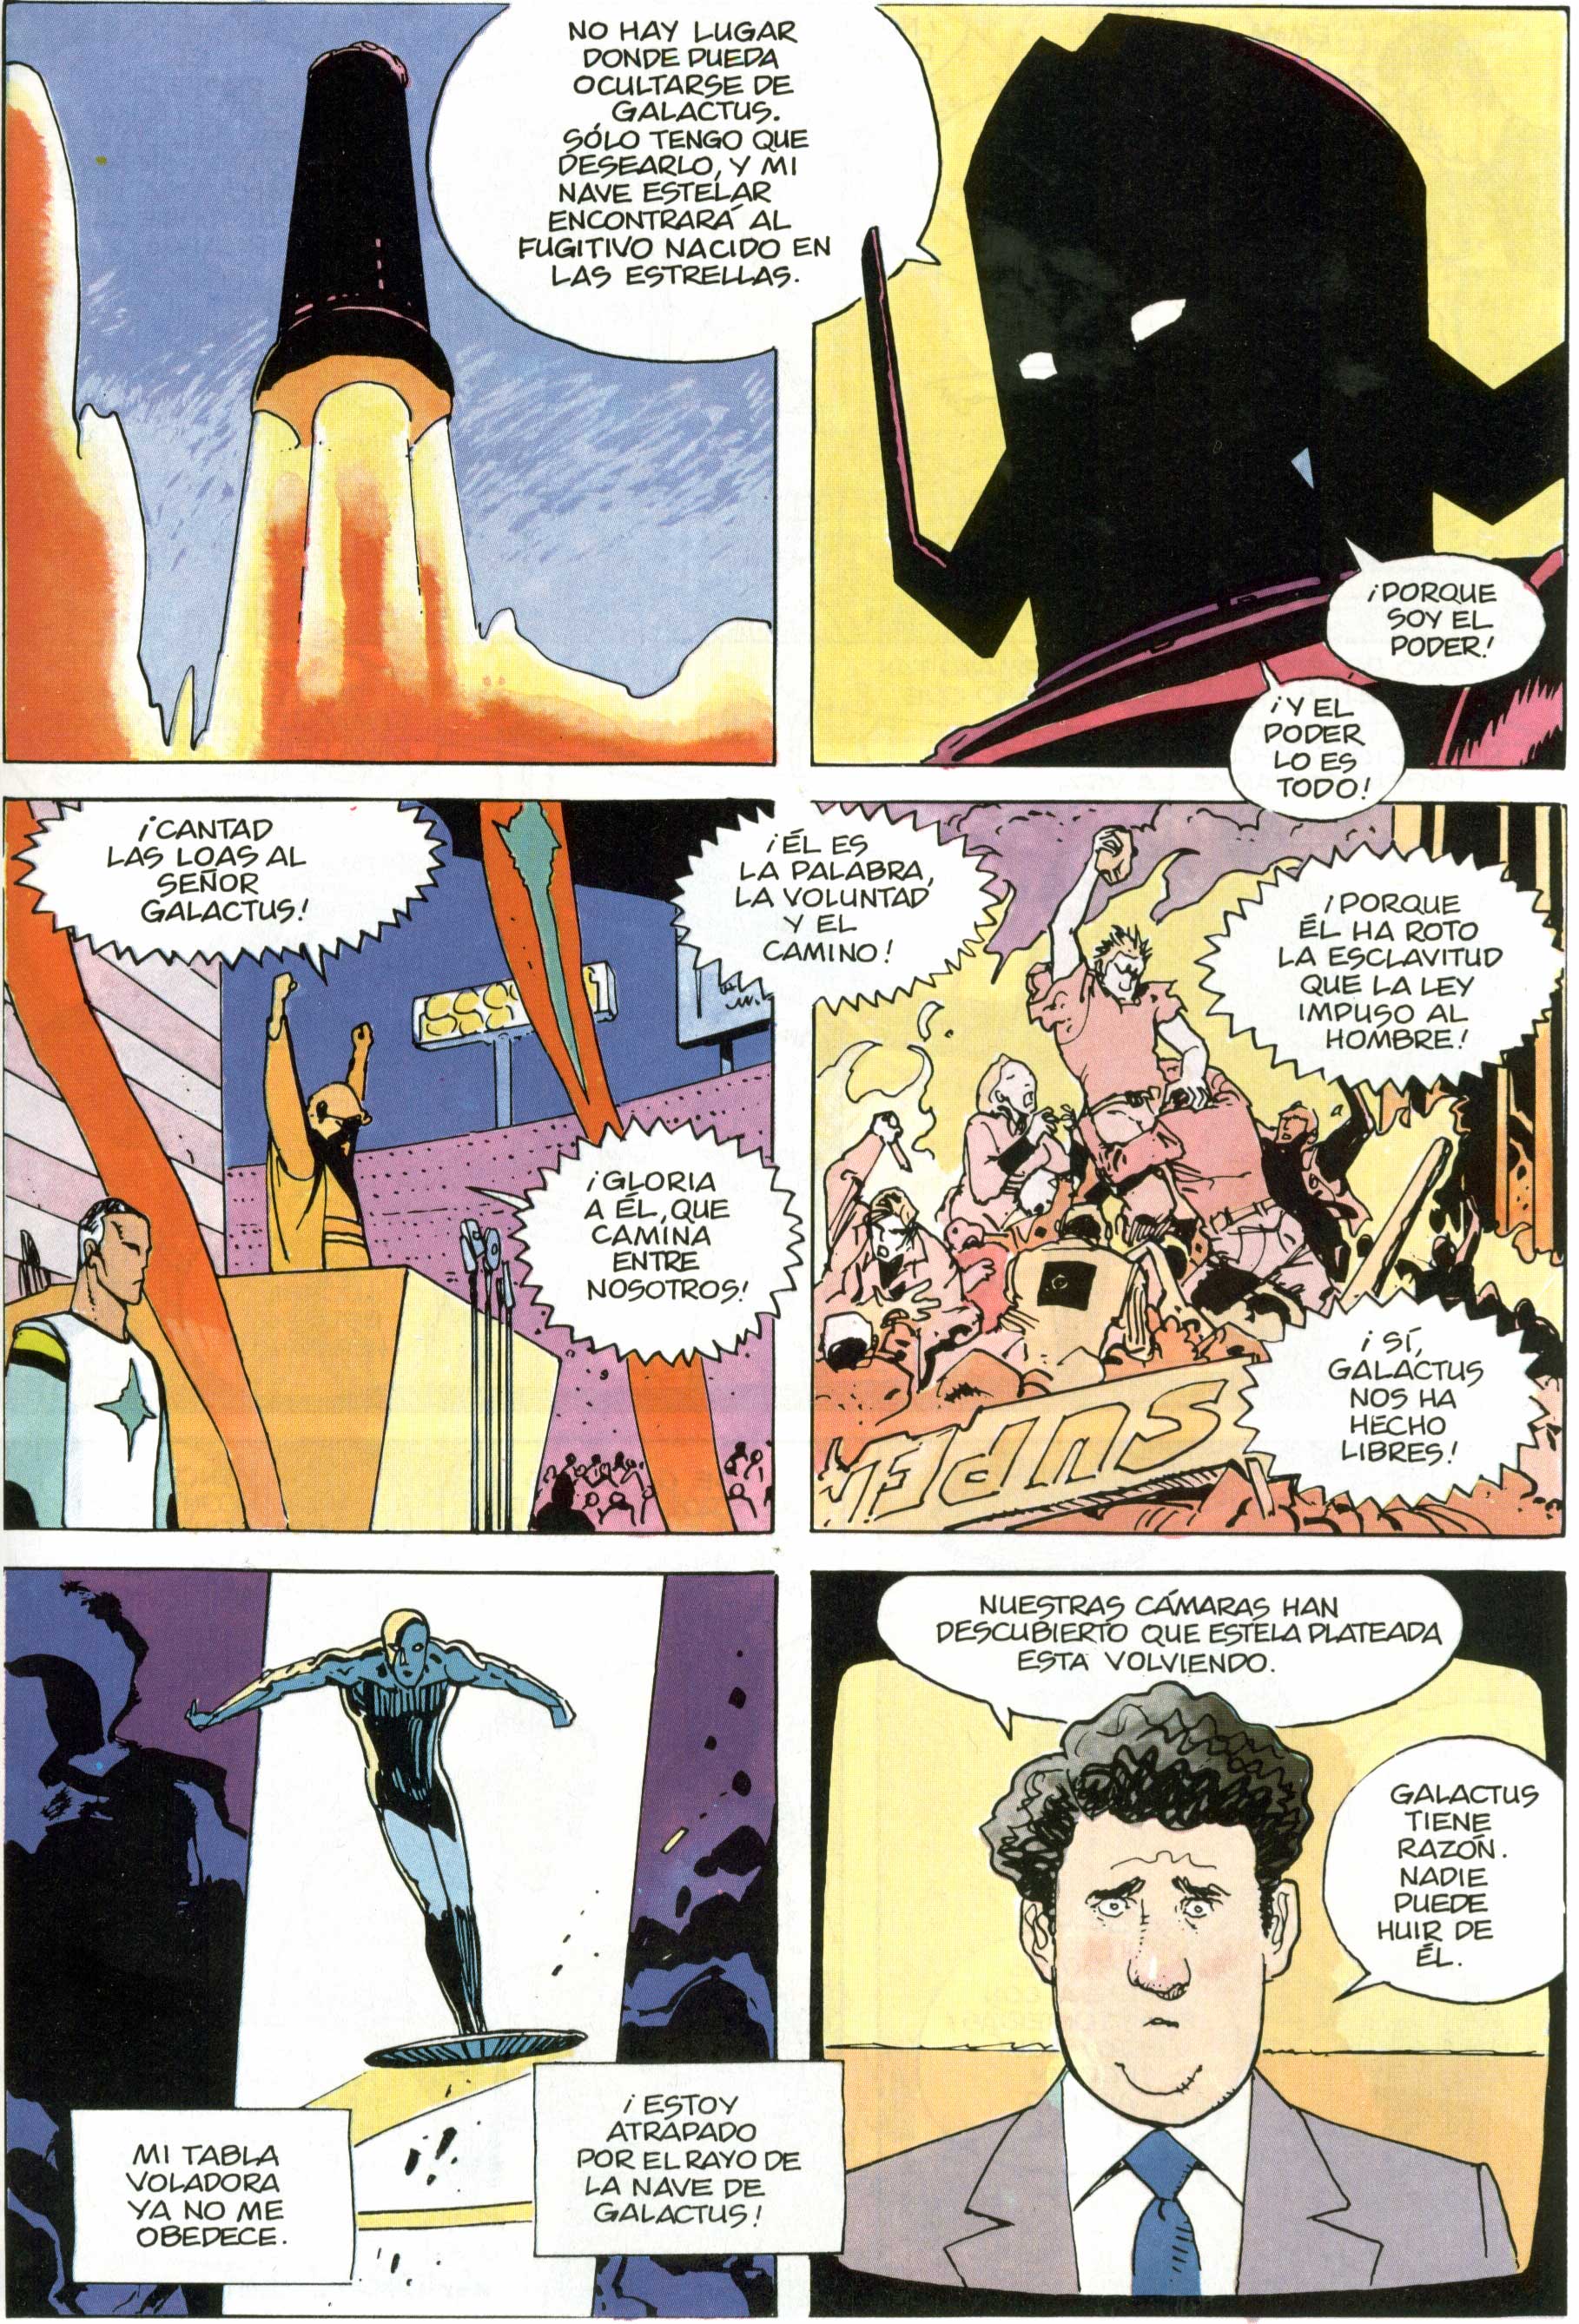 NO HAY LUGAR
DONDE PUEDA
OCULTARSE DE
GALACTUS.
SÓLO TENGO QUE
DESEARLO, Y MI
NAVE ESTELAR
ENCONTRARÁ AL
FUGITIVO NACIDO EN
LAS ESTRELLAS.
¡PORQUE
SOY EL
PODER!
¡Y EL
PODER
LO ES
TODO!
¡CANTAD
LAS LOAS AL
SEÑOR
GALACTUS!
¡GLORIA
A ÉL, QUE
CAMINA
ENTRE
NOSOTROS!
¡ÉL ES
LA PALABRA,
LA VOLUNTAD
Y EL
CAMINO!
¡PORQUE
ÉL HA ROTO
LA ESCLAVITUD
QUE LA LEY
IMPUSO AL
HOMBRE!
¡SÍ,
GALACTUS
NOS HA
HECHO
LIBRES!
SUPE
MI TABLA
VOLADORA
YA NO ME
OBEDECE.
¡ESTOY
ATRAPADO
POR EL RAYO DE
LA NAVE DE
GALACTUS!
NUESTRAS CÁMARAS HAN
DESCUBIERTO QUE ESTELA PLATEADA
ESTÁ VOLVIENDO.
GALACTUS
TIENE
RAZÓN.
NADIE
PUEDE
HUIR DE
ÉL.